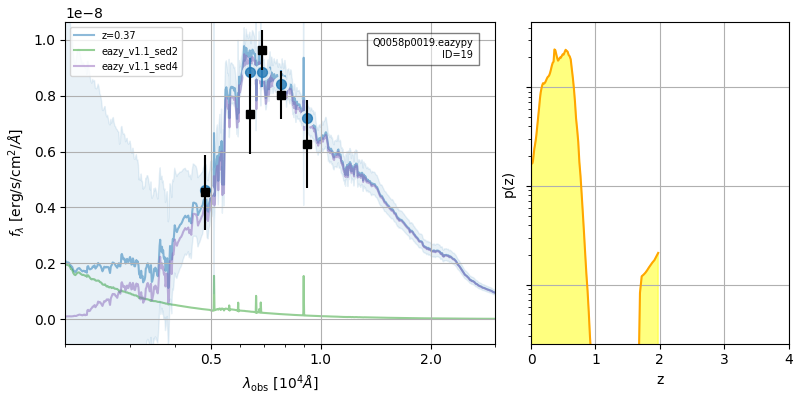 1e−8
z=0.37
eazy_v1.1_sed2
eazy_v1.1_sed4
Q0058p0019.eazypy
ID=19
1.0
0.8
0.6
0.4
0.2
0.0
fλ [erg/s/cm²/Å]
0.5
1.0
2.0
λobs [10⁴Å]
p(z)
0
1
2
3
4
z